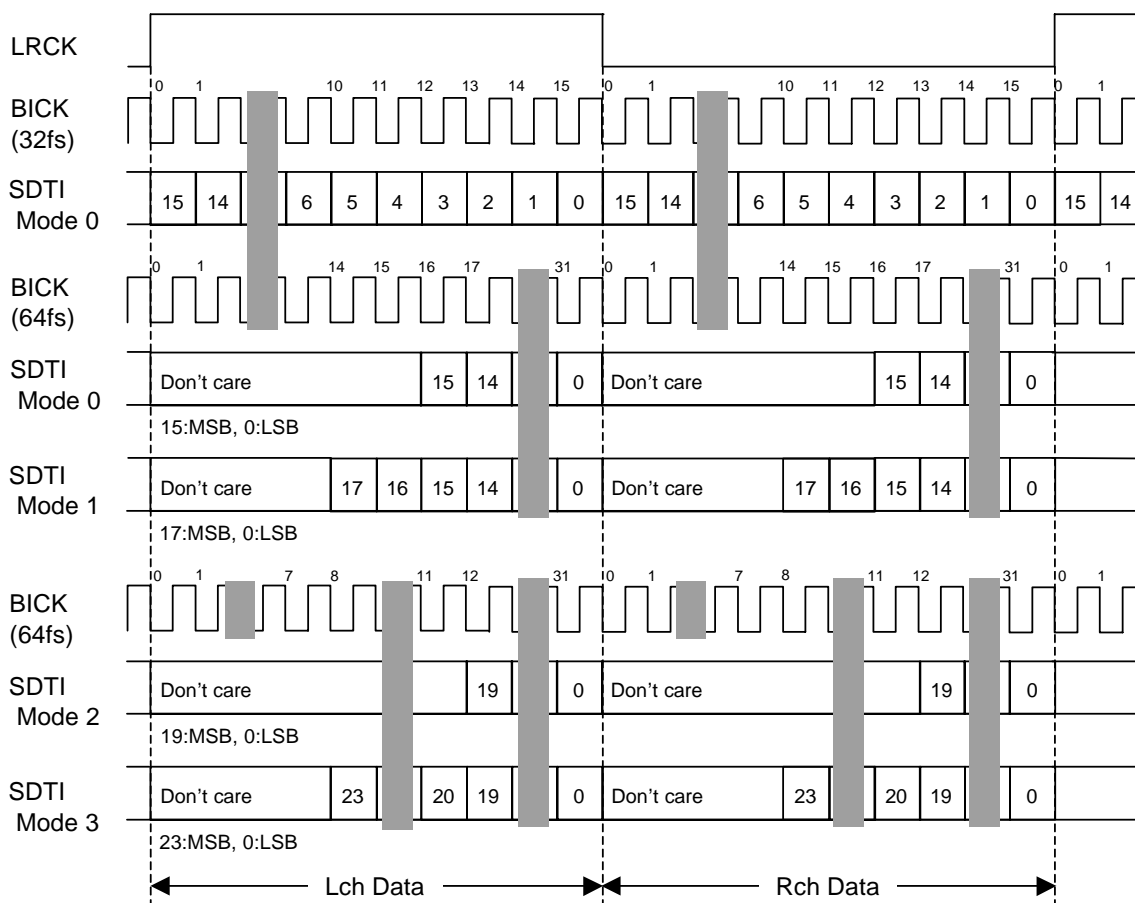 LRCK
0 1 10 11 12 13 14 15 0 1 10 11 12 13 14 15 0 1
BICK
(32fs)
SDTI
Mode 0
15 14 6 5 4 3 2 1 0 15 14 6 5 4 3 2 1 0 15 14
0 1 14 15 16 17 31 0 1 14 15 16 17 31 0 1
BICK
(64fs)
SDTI
Mode 0
Don't care 15 14 0 Don't care 15 14 0
15:MSB, 0:LSB
SDTI
Mode 1
Don't care 17 16 15 14 0 Don't care 17 16 15 14 0
17:MSB, 0:LSB
0 1 7 8 11 12 31 0 1 7 8 11 12 31 0 1
BICK
(64fs)
SDTI
Mode 2
Don't care 19 0 Don't care 19 0
19:MSB, 0:LSB
SDTI
Mode 3
Don't care 23 20 19 0 Don't care 23 20 19 0
23:MSB, 0:LSB
Lch Data Rch Data